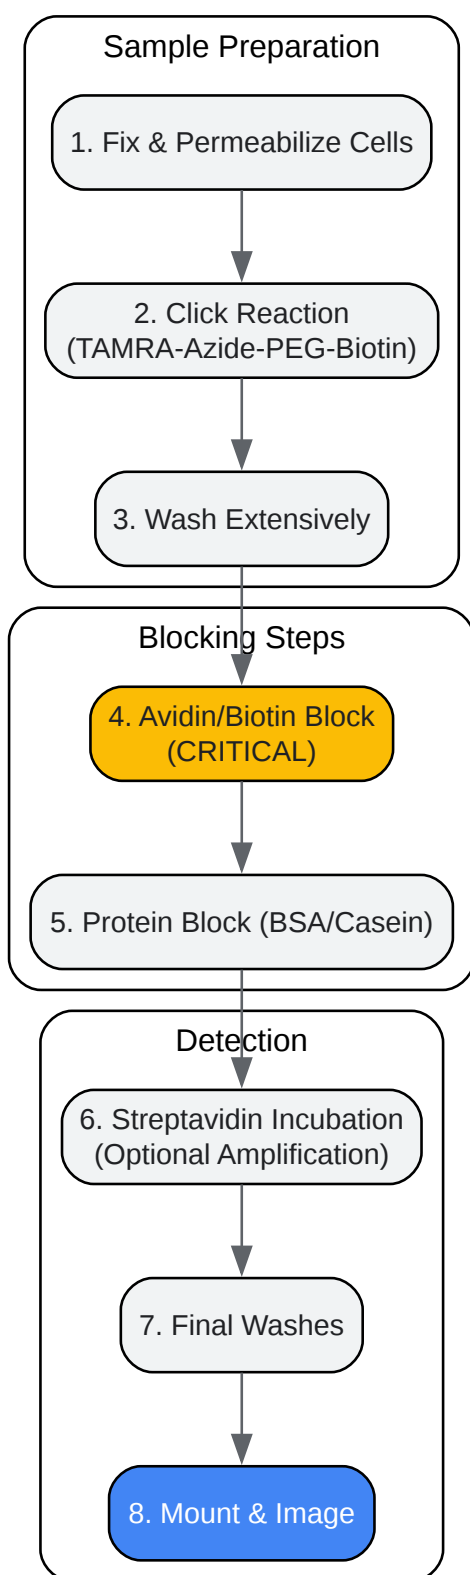 Sample Preparation
1. Fix & Permeabilize Cells
2. Click Reaction
(TAMRA-Azide-PEG-Biotin)
3. Wash Extensively
Blocking Steps
4. Avidin/Biotin Block
(CRITICAL)
5. Protein Block (BSA/Casein)
Detection
6. Streptavidin Incubation
(Optional Amplification)
7. Final Washes
8. Mount & Image